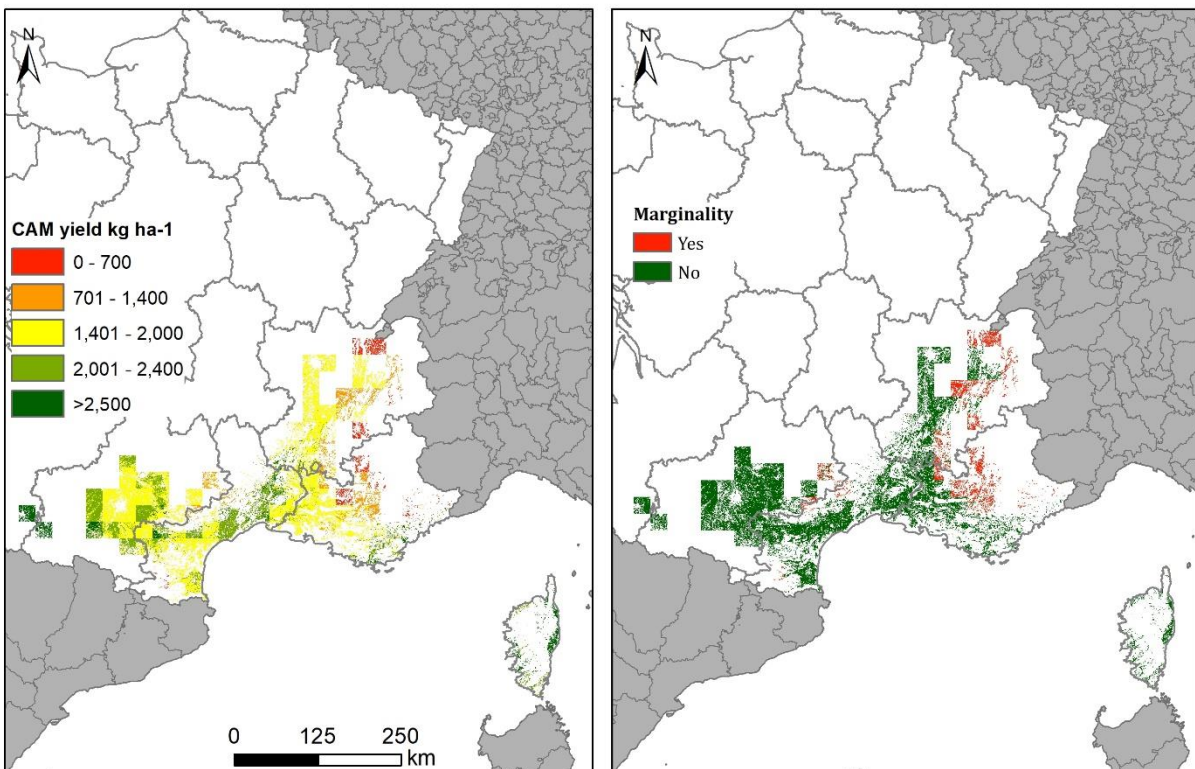 N
CAM yield kg ha-1
0 - 700
701 - 1,400
1,401 - 2,000
2,001 - 2,400
>2,500
0 125 250
km
N
Marginality
Yes
No